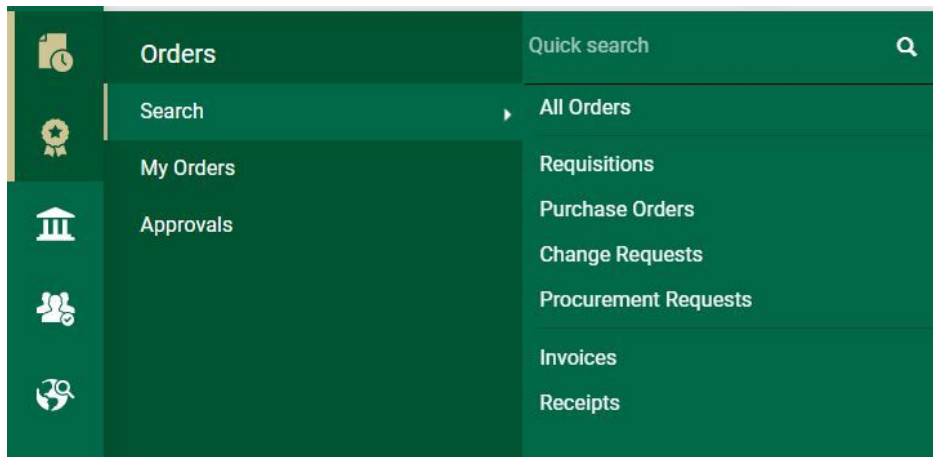 Orders
Search
My Orders
Approvals
Quick search
All Orders
Requisitions
Purchase Orders
Change Requests
Procurement Requests
Invoices
Receipts